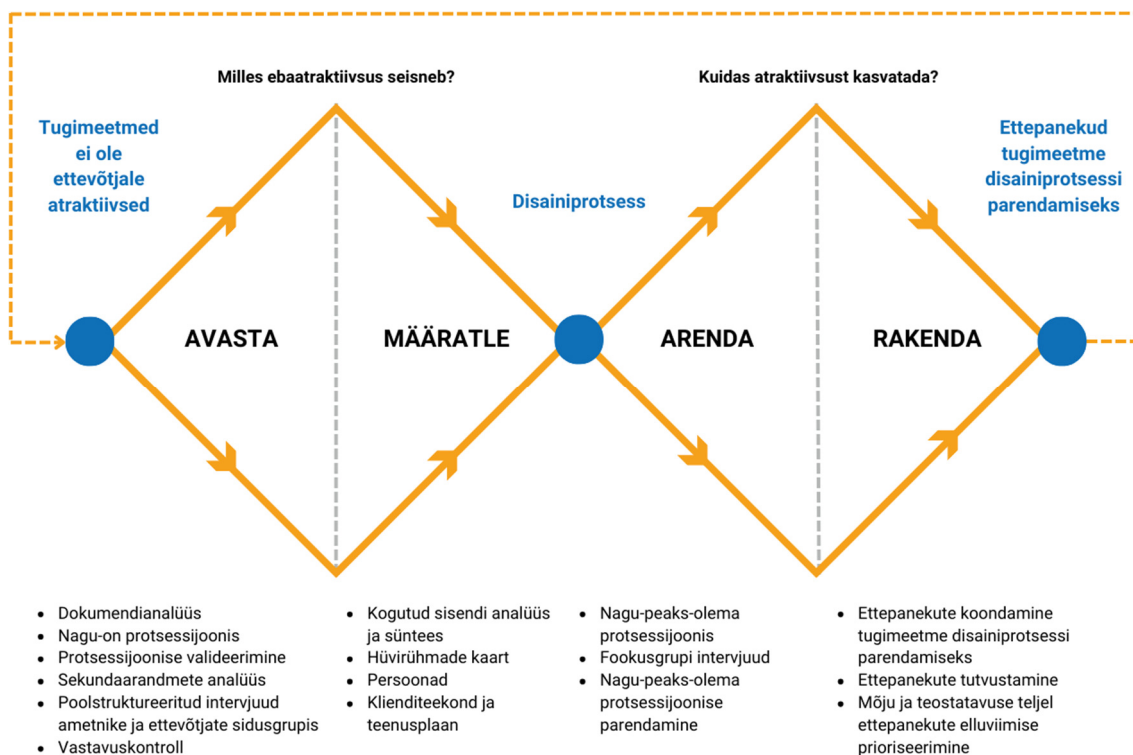 Milles ebaatraktiivsus seisneb?
Kuidas atraktiivsust kasvatada?
Tugimeetmed
ei ole
ettevõtjale
atraktiivsed
Disainiprotsess
Ettepanekud
tugimeetme
disainiprotsessi
parendamiseks
AVASTA
MÄÄRATLE
ARENDA
RAKENDA
• Dokumendianalüüs
• Nagu-on protsessijoonis
• Protsessijoonise valideerimine
• Sekundaarandmete analüüs
• Poolstruktureeritud intervjuud
ametnike ja ettevõtjate sidusgrupis
• Vastavuskontroll
• Kogutud sisendi analüüs
ja süntees
• Hüvirühmade kaart
• Persoonad
• Klienditeekond ja
teenusplaan
• Nagu-peaks-olema
protsessijoonis
• Fookusgrupi intervjuud
• Nagu-peaks-olema
protsessijoonise
parendamine
• Ettepanekute koondamine
tugimeetme disainiprotsessi
parendamiseks
• Ettepanekute tutvustamine
• Mõju ja teostatavuse teljel
ettepanekute elluviimise
prioriseerimine